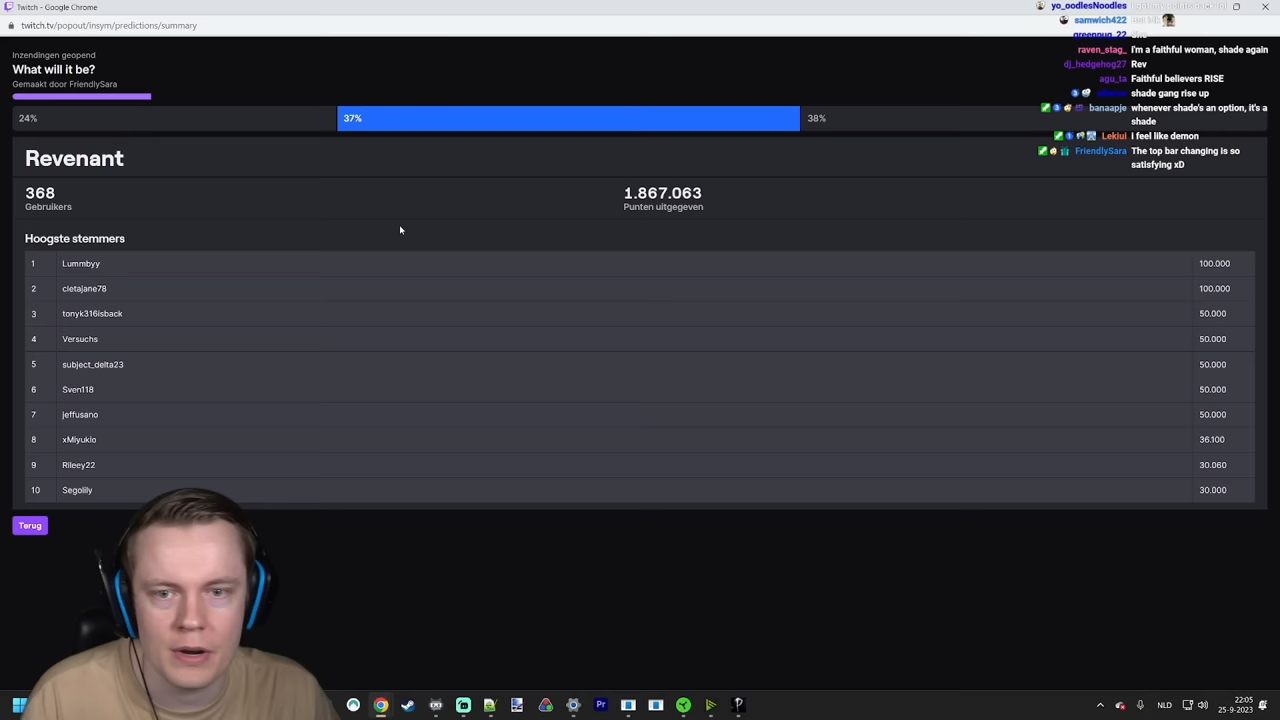 Twitch - Google Chrome
twitch.tv/popout/insym/predictions/summary
Inzendingen geopend
What will it be?
Gemaakt door FriendlySara
24%
37%
38%
Revenant
368
Gebruikers
1.867.063
Punten uitgegeven
Hoogste stemmers
1 Lummbyy 100.000
2 cletajane78 100.000
3 tonyk316isback 50.000
4 Versuchs 50.000
5 subject_delta23 50.000
6 Sven118 50.000
7 jeffusano 50.000
8 xMiyukio 36.100
9 Rileey22 30.060
10 Segolily 30.000
Terug
yo_oodlesNoodles
samwich422
greenpug_22
raven_stag_ I'm a faithful woman, shade again
dj_hedgehog27 Rev
agu_ta Faithful believers RISE
shade gang rise up
banaapje whenever shade's an option, it's a
shade
Lekiui i feel like demon
FriendlySara The top bar changing is so
satisfying xD
NLD
22:05
25-9-2023